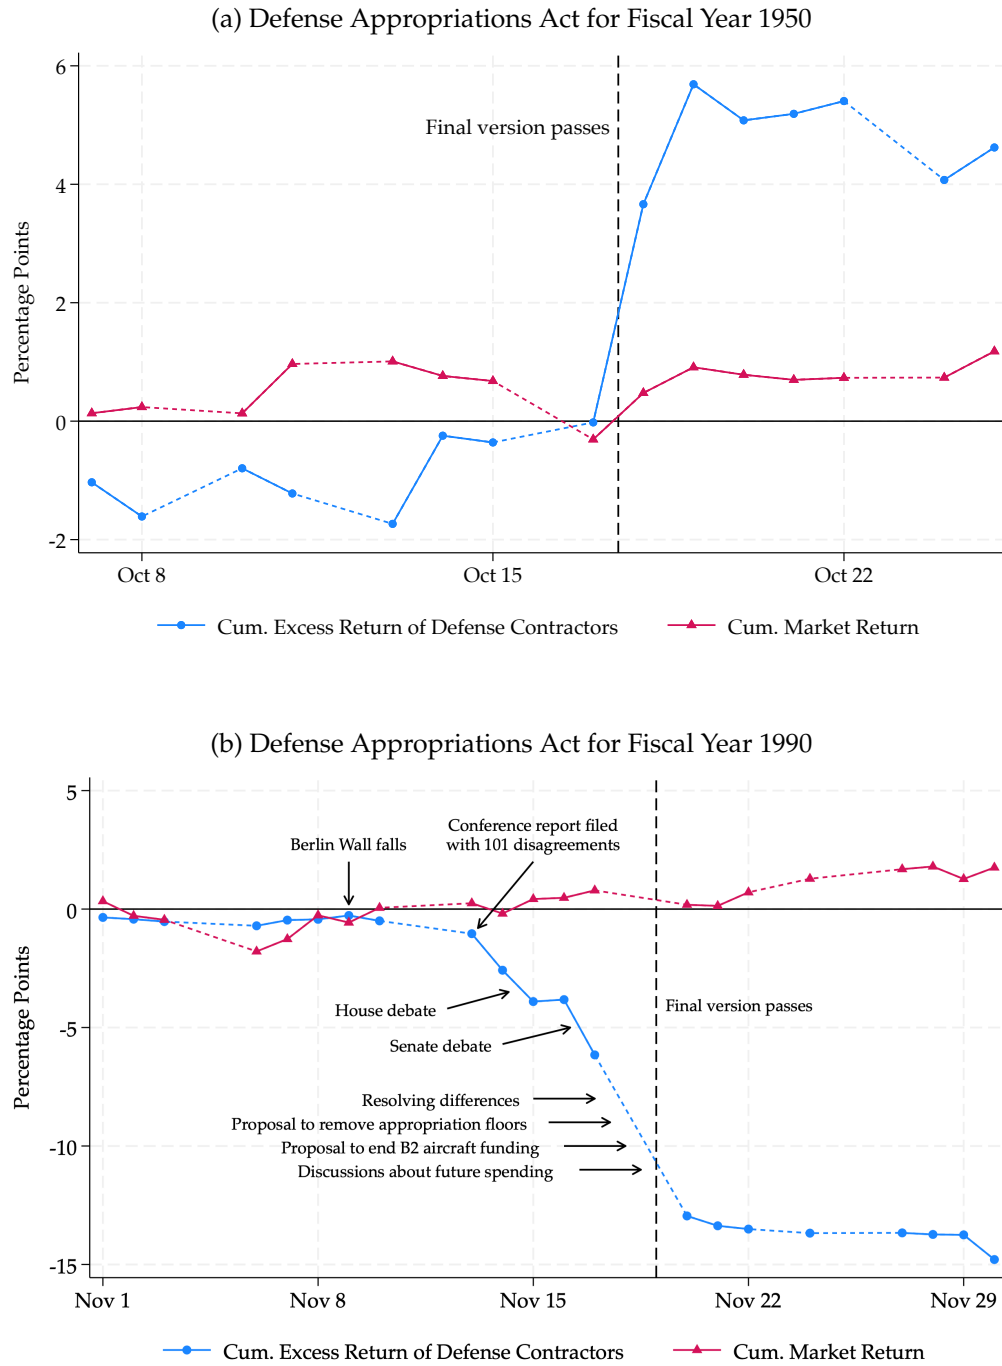 (a) Defense Appropriations Act for Fiscal Year 1950
6
Final version passes
4
Percentage Points
2
0
-2
Oct 8 Oct 15 Oct 22
Cum. Excess Return of Defense Contractors Cum. Market Return
(b) Defense Appropriations Act for Fiscal Year 1990
5
Conference report filed
with 101 disagreements
Berlin Wall falls
0
Percentage Points
House debate
Final version passes
-5
Senate debate
Resolving differences
Proposal to remove appropriation floors
-10
Proposal to end B2 aircraft funding
Discussions about future spending
-15
Nov 1 Nov 8 Nov 15 Nov 22 Nov 29
Cum. Excess Return of Defense Contractors Cum. Market Return